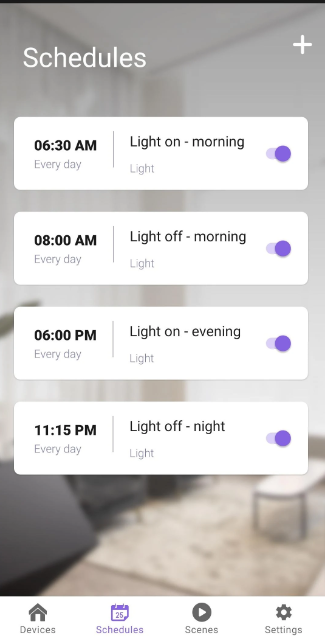 Schedules
06:30 AM
Every day
Light on - morning
Light
08:00 AM
Every day
Light off - morning
Light
06:00 PM
Every day
Light on - evening
Light
11:15 PM
Every day
Light off - night
Light
25
Devices
Schedules
Scenes
Settings